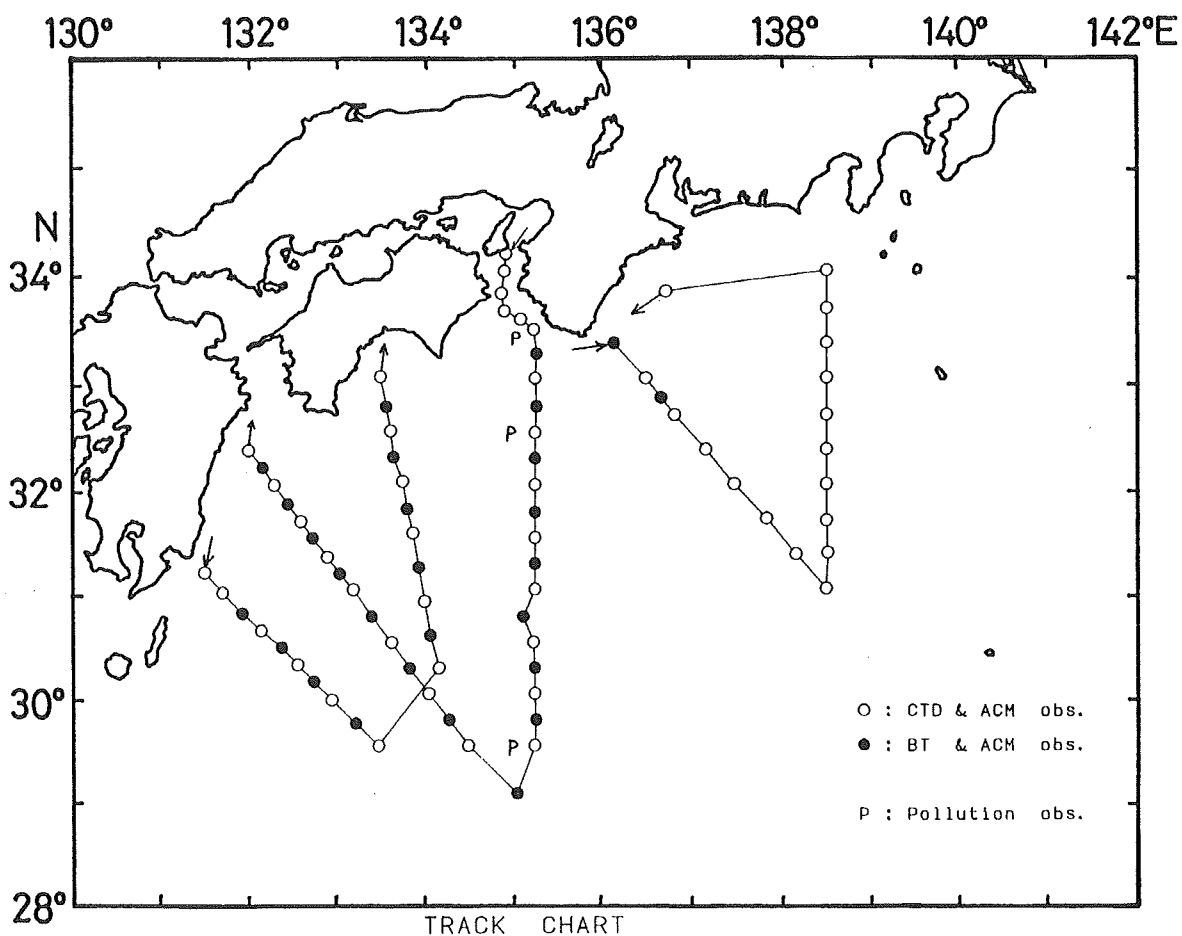 130° 132° 134° 136° 138° 140° 142°E
N
34°
P
P
32°
30°
○ : CTD & ACM obs.
P
● : BT & ACM obs.
P : Pollution obs.
28°
TRACK CHART